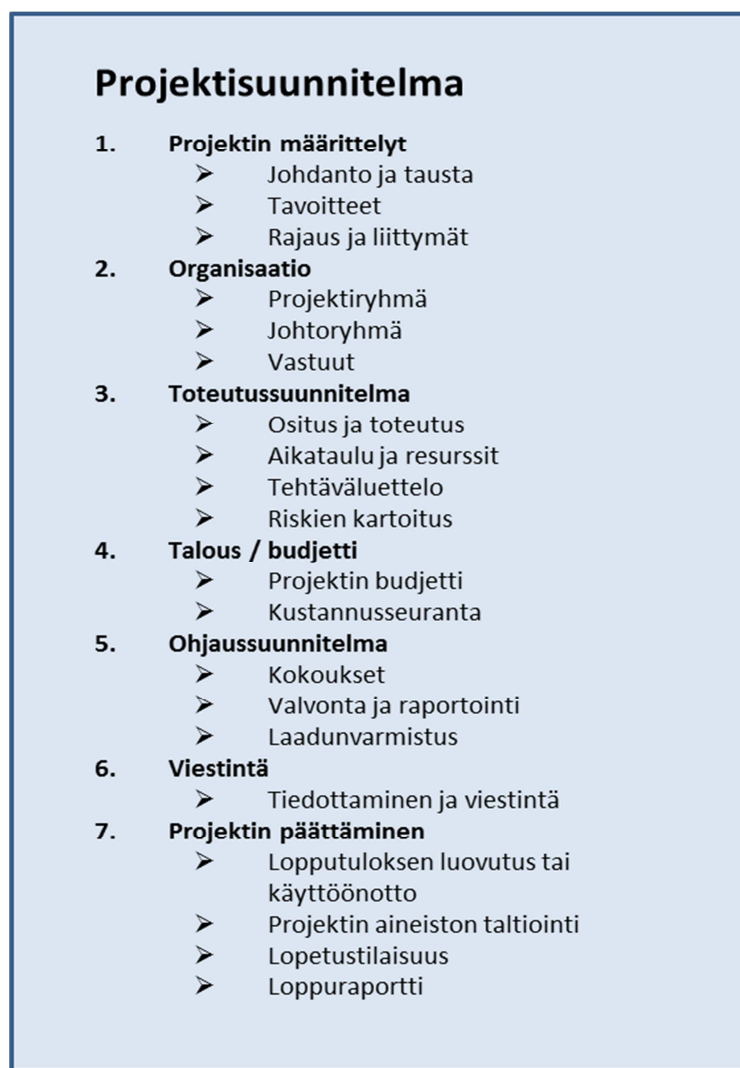 Projektisuunnitelma
1. Projektin määrittelyt
➢ Johdanto ja tausta
➢ Tavoitteet
➢ Rajaus ja liittymät
2. Organisaatio
➢ Projektiryhmä
➢ Johtoryhmä
➢ Vastuut
3. Toteutussuunnitelma
➢ Ositus ja toteutus
➢ Aikataulu ja resurssit
➢ Tehtäväluettelo
➢ Riskien kartoitus
4. Talous / budjetti
➢ Projektin budjetti
➢ Kustannusseuranta
5. Ohjaussuunnitelma
➢ Kokoukset
➢ Valvonta ja raportointi
➢ Laadunvarmistus
6. Viestintä
➢ Tiedottaminen ja viestintä
7. Projektin päättäminen
➢ Lopputuloksen luovutus tai
käyttöönotto
➢ Projektin aineiston taltiointi
➢ Lopetustilaisuus
➢ Loppuraportti